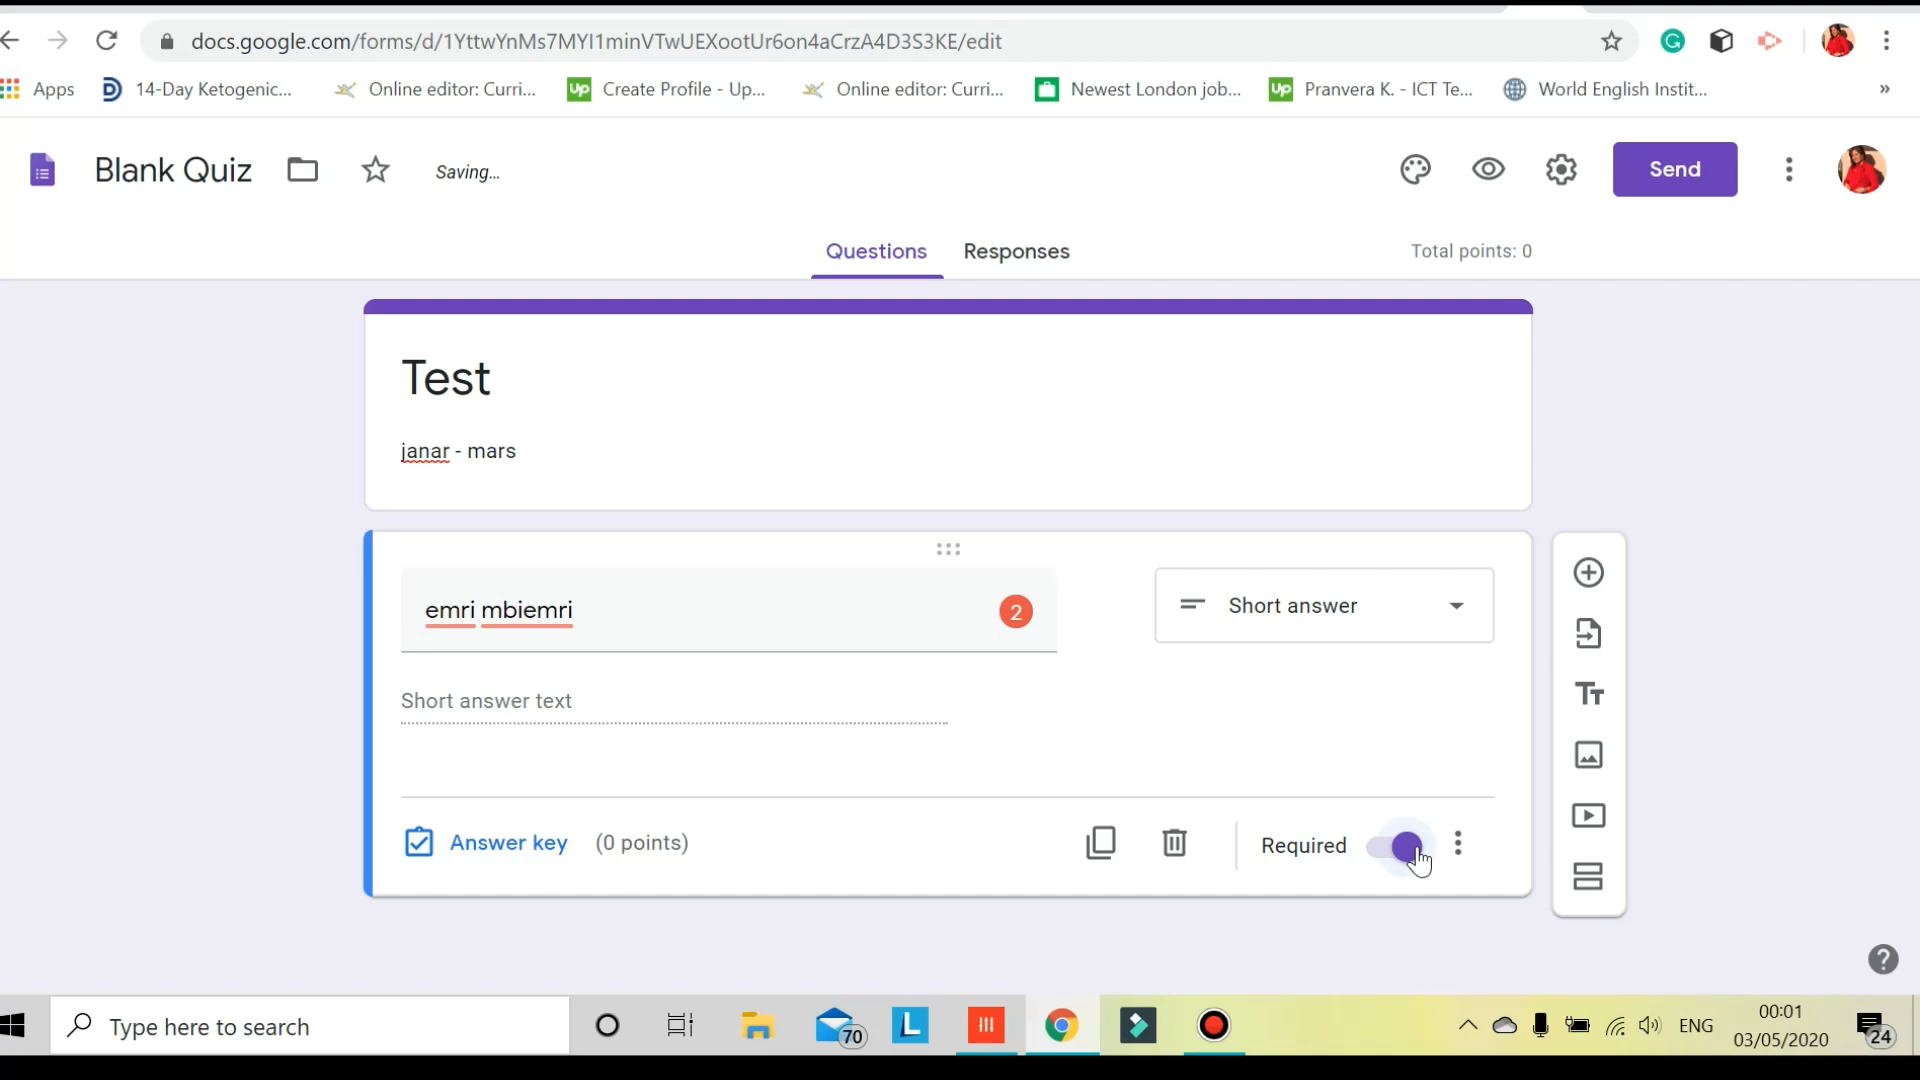 docs.google.com/forms/d/1YttwYnMs7MYI1minVTwUEXootUr6on4aCrzA4D3S3KE/edit
Apps
14-Day Ketogenic...
Online editor: Curri...
Up Create Profile - Up...
Online editor: Curri...
Newest London job...
Up Pranvera K. - ICT Te...
World English Instit...
»
Blank Quiz
Saving...
Send
Questions
Responses
Total points: 0
Test
janar - mars
emri mbiemri
2
Short answer
Short answer text
Answer key
(0 points)
Required
Type here to search
70
L
ENG
00:01
03/05/2020
24